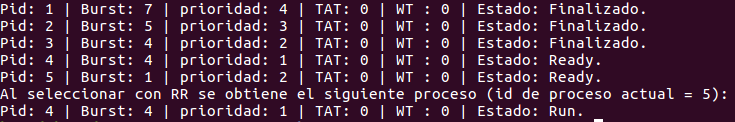 Pid: 1 | Burst: 7 | prioridad: 4 | TAT: 0 | WT : 0 | Estado: Finalizado.
Pid: 2 | Burst: 5 | prioridad: 3 | TAT: 0 | WT : 0 | Estado: Finalizado.
Pid: 3 | Burst: 4 | prioridad: 2 | TAT: 0 | WT : 0 | Estado: Finalizado.
Pid: 4 | Burst: 4 | prioridad: 1 | TAT: 0 | WT : 0 | Estado: Ready.
Pid: 5 | Burst: 1 | prioridad: 2 | TAT: 0 | WT : 0 | Estado: Ready.
Al seleccionar con RR se obtiene el siguiente proceso (id de proceso actual = 5):
Pid: 4 | Burst: 4 | prioridad: 1 | TAT: 0 | WT : 0 | Estado: Run.